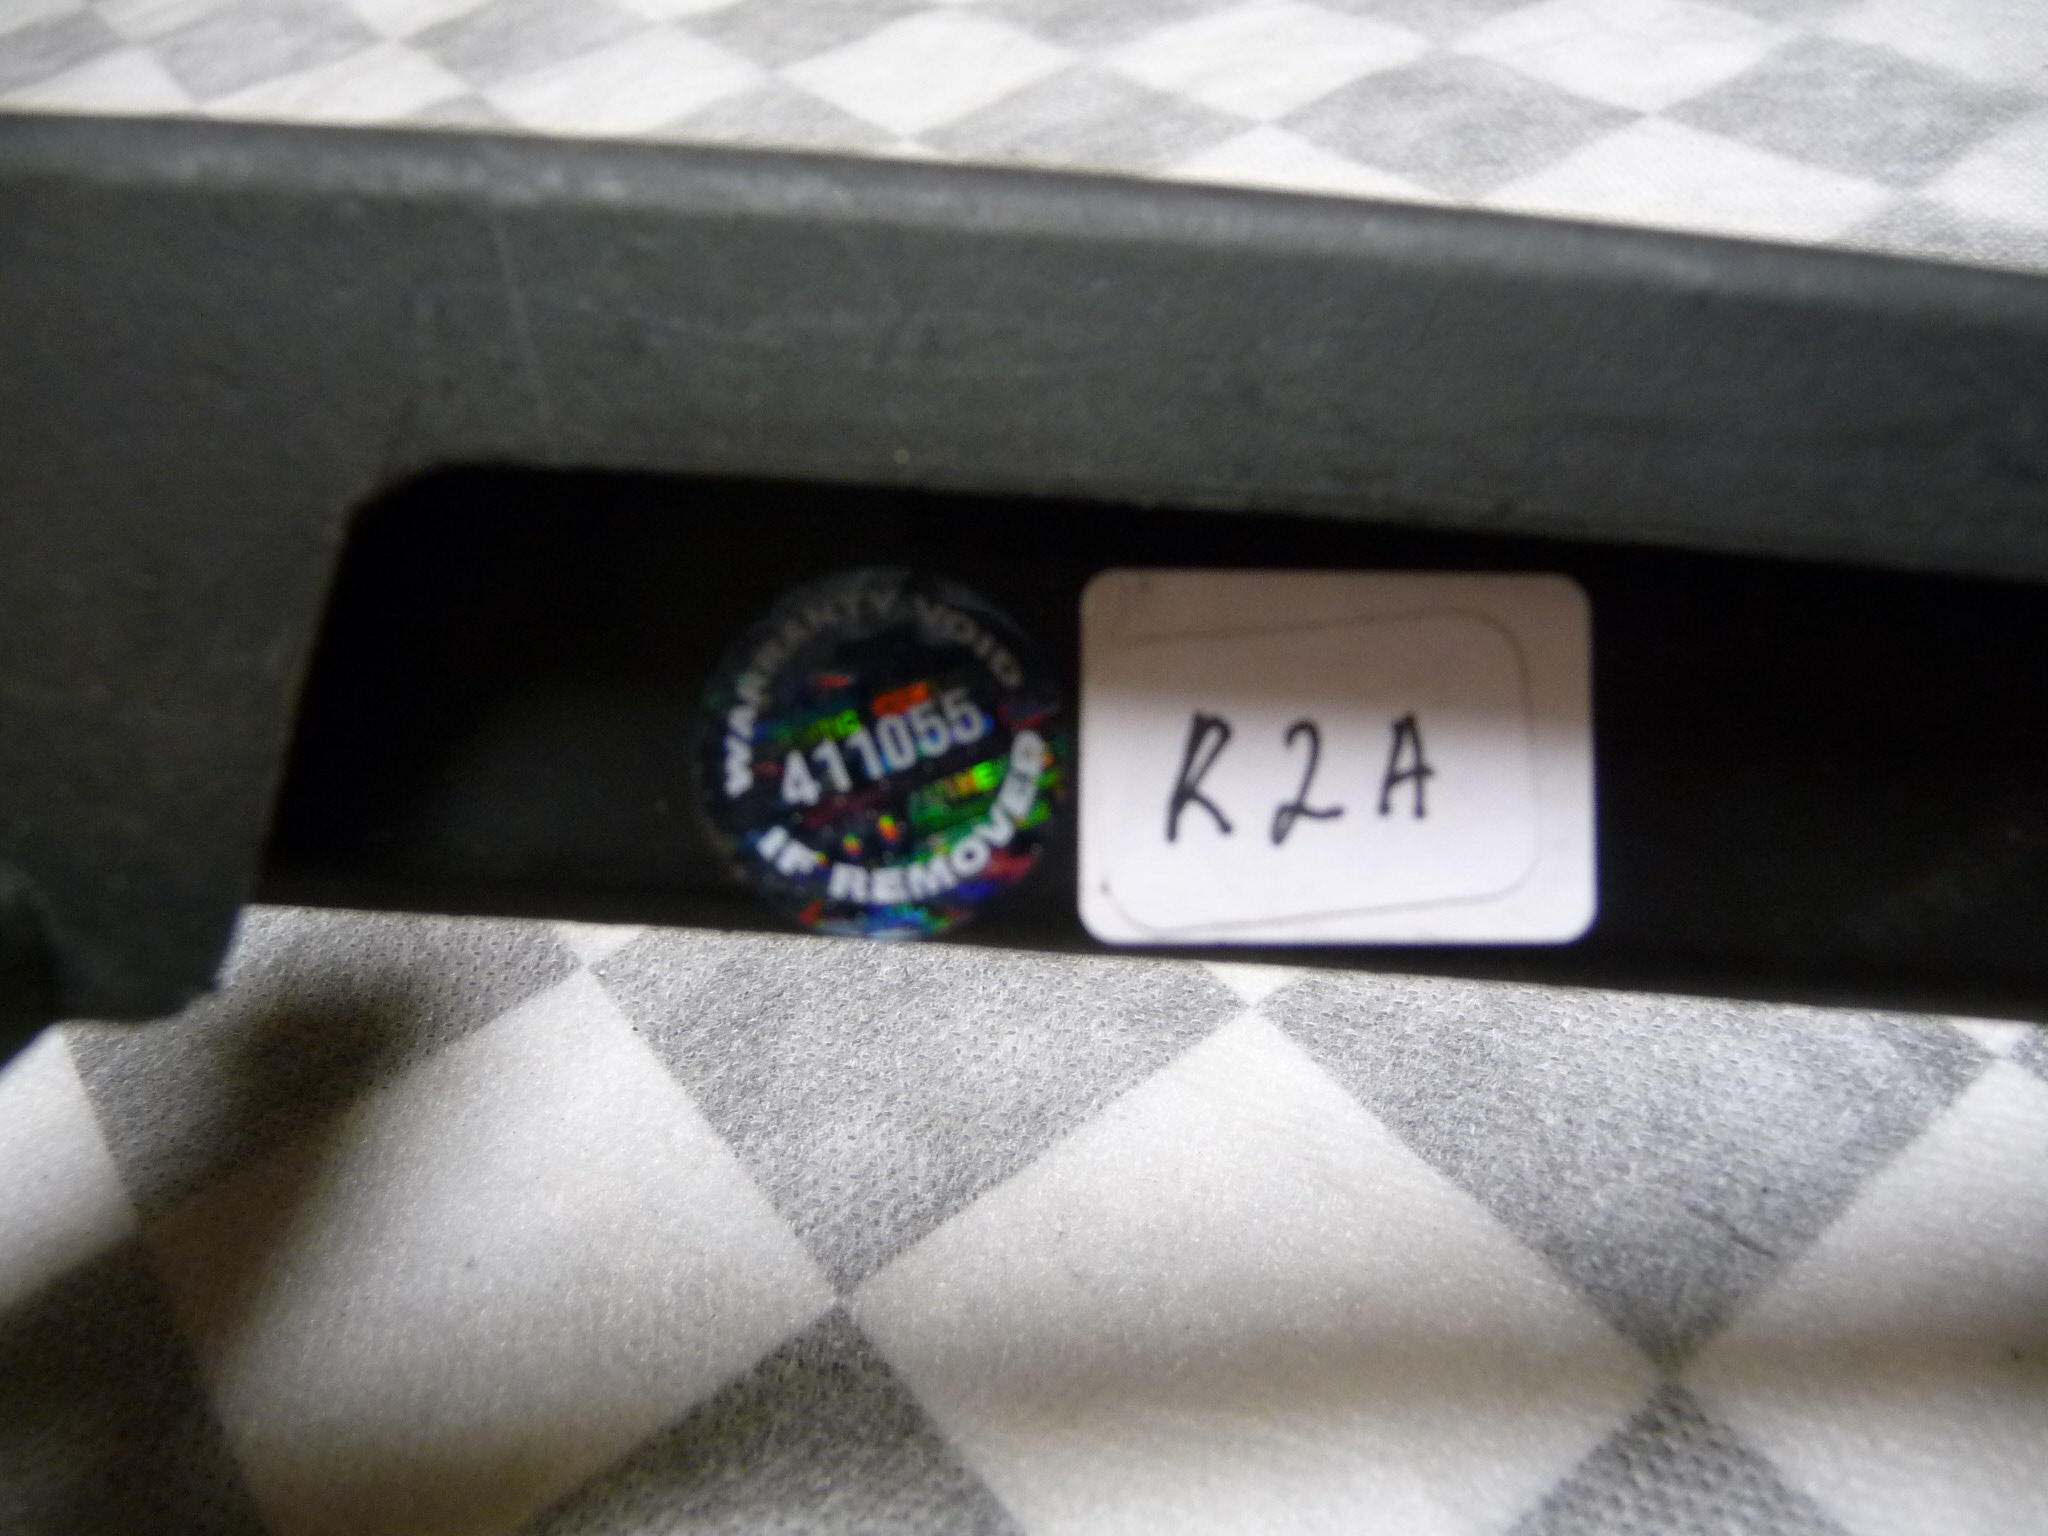 WARRANTY VOID
411055
IF REMOVED
R2A